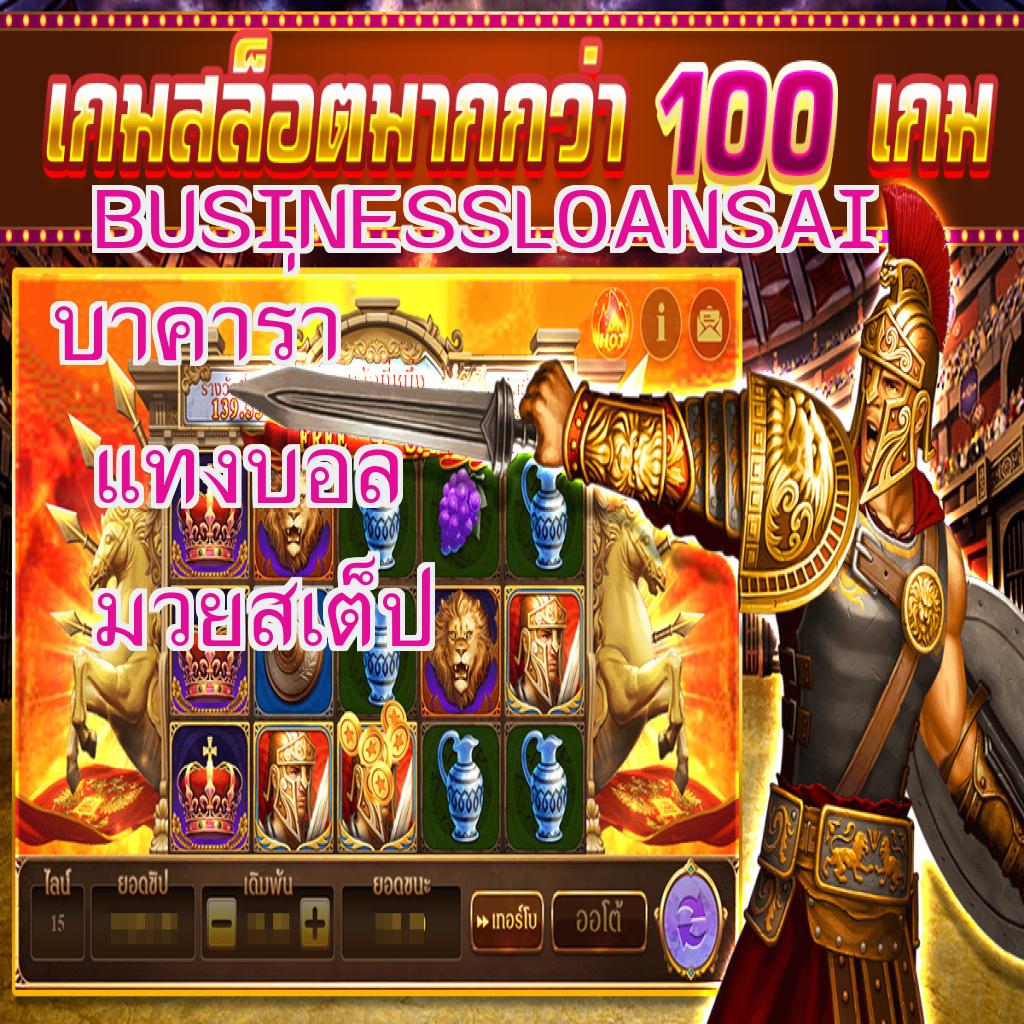 เกมสล็อตมากกว่า 100 เกม
BUSINESSLOANSAI
บาคาร่า
HOT
i
139.
FREE
แทงบอล
มวยสเต็ป
ไลน์ ยอดชิป เดิมพัน ยอดชนะ
15 - + เทอร์โบ ออโต้